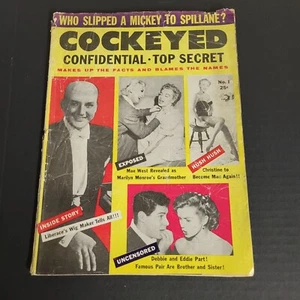 WHO SLIPPED A MICKEY TO SPILLANE?
COCKEYED
CONFIDENTIAL · TOP SECRET
MAKES UP THE FACTS AND BLAMES THE NAMES
No. 1
25¢
EXPOSED
Mae West Revealed as
Marilyn Monroe's Grandmother
HUSH HUSH
Christine to
Become Man Again!!
INSIDE STORY
Liberace's Wig Maker Tells All!!!
UNCENSORED
Debbie and Eddie Part!
Famous Pair Are Brother and Sister!